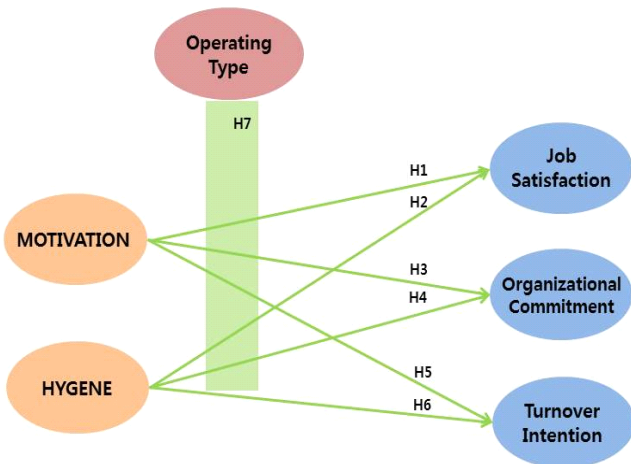 Operating
Type
H7
H1
H2
Job
Satisfaction
MOTIVATION
H3
H4
Organizational
Commitment
HYGENE
H5
H6
Turnover
Intention